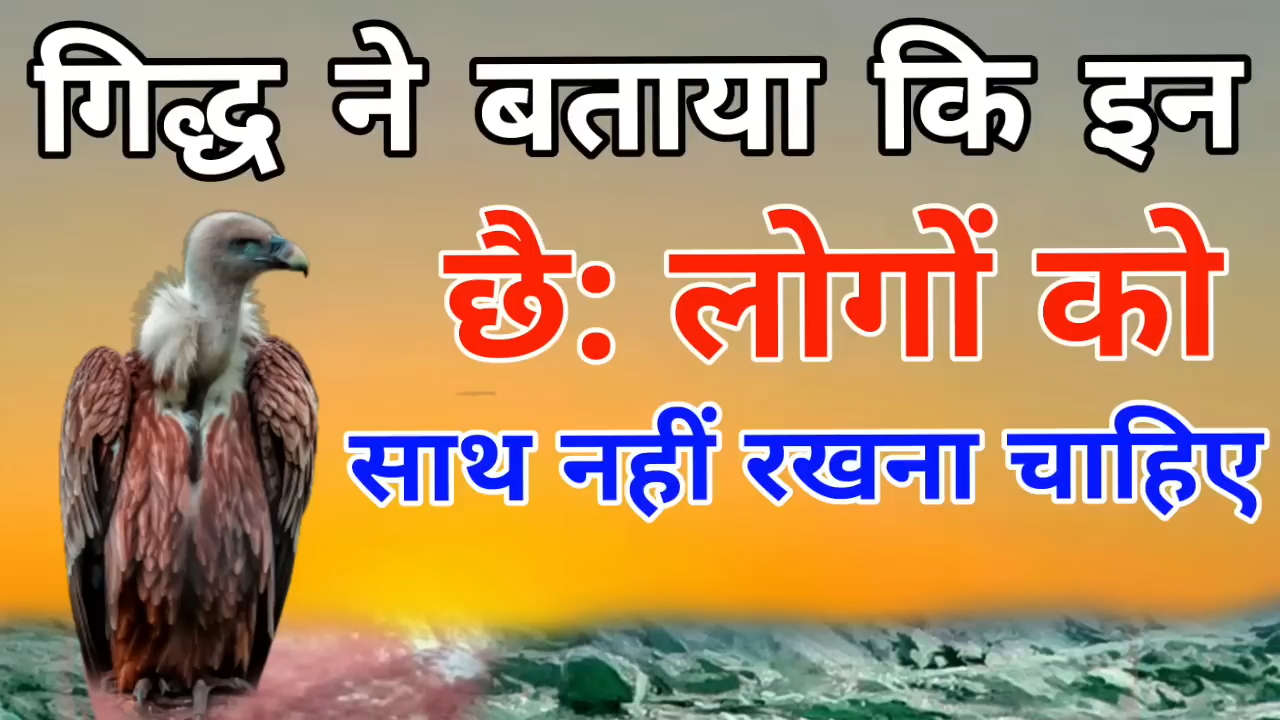 गिद्ध ने बताया कि इन
छै: लोगों को
साथ नहीं रखना चाहिए